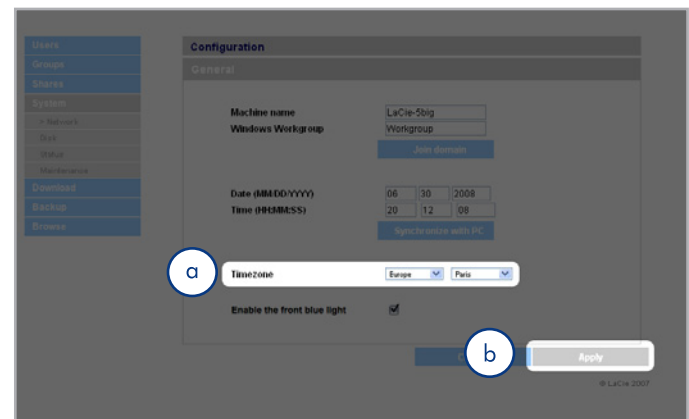 Users
Groups
Shares
System
> Network
Disk
Status
Maintenance
Download
Backup
Browse
Configuration
General
Machine name LaCie-5big
Windows Workgroup Workgroup
Join domain
Date (MM:DD/YYYY) 06 30 2008
Time (HH:MM:SS) 20 12 08
Synchronize with PC
a Timezone Europe Paris
Enable the front blue light
b Apply
© LaCie 2007